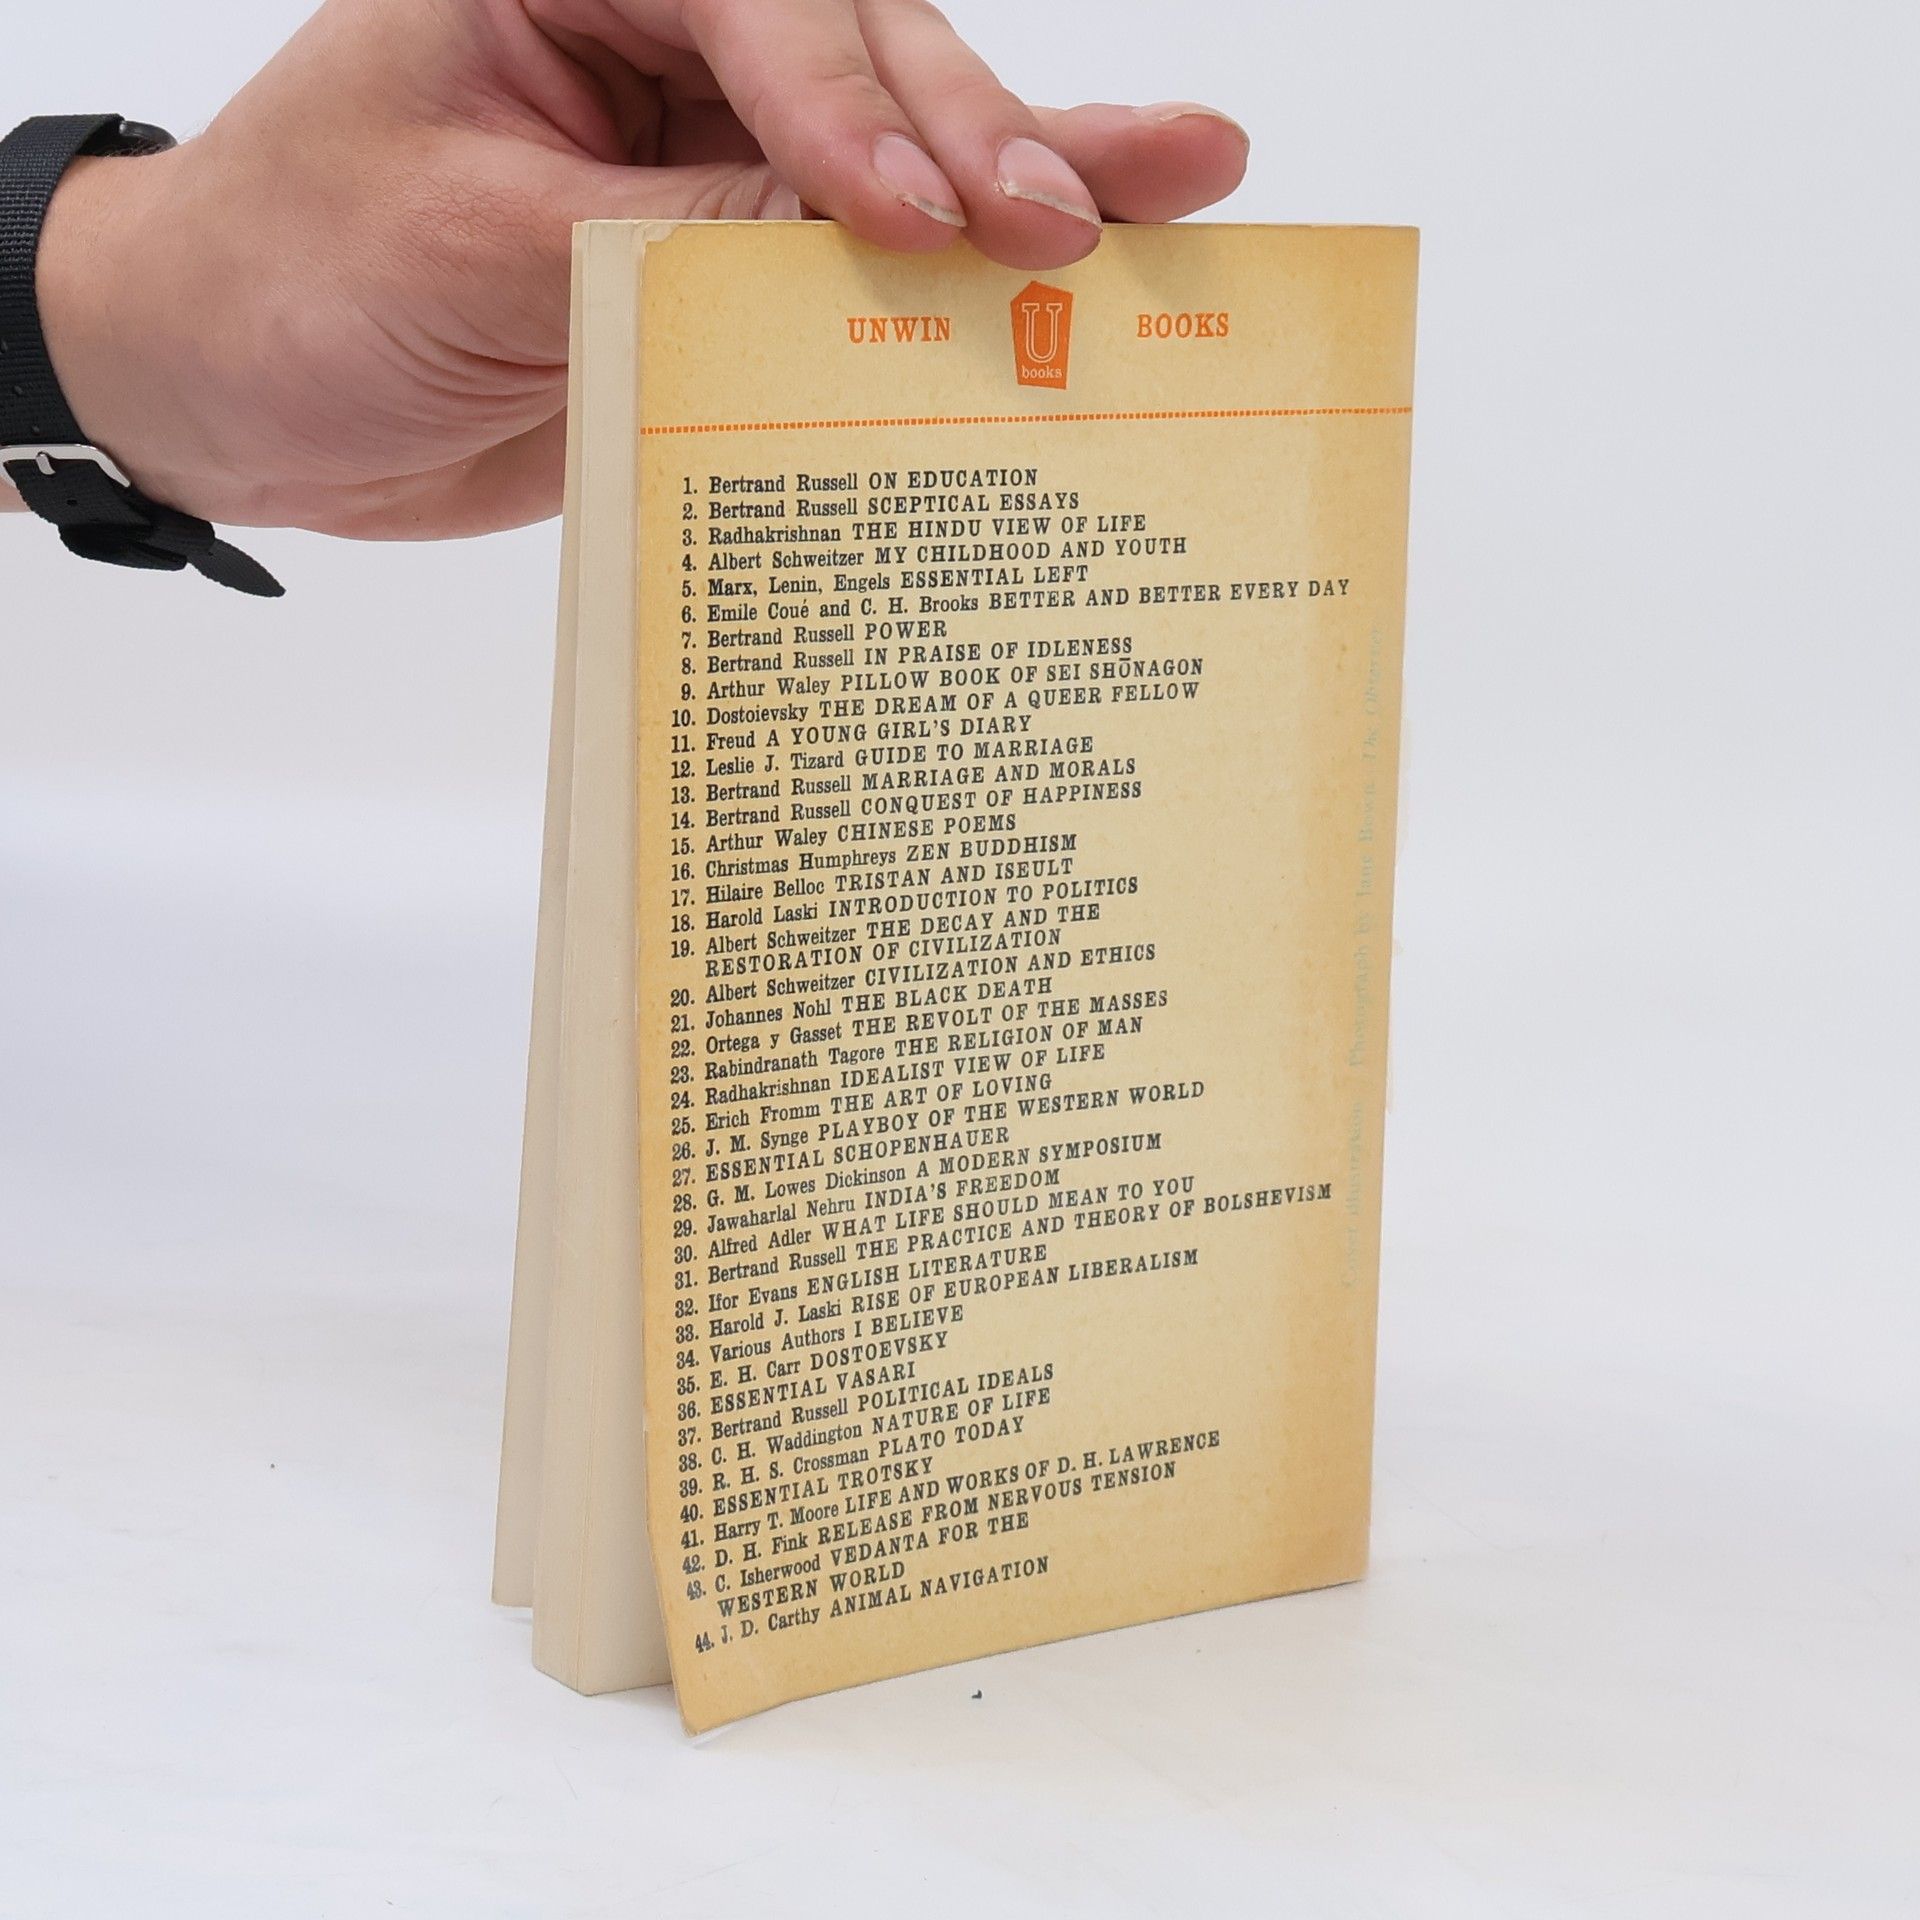 UNWIN U books BOOKS
1. Bertrand Russell ON EDUCATION
2. Bertrand Russell SCEPTICAL ESSAYS
3. Radhakrishnan THE HINDU VIEW OF LIFE
4. Albert Schweitzer MY CHILDHOOD AND YOUTH
5. Marx, Lenin, Engels ESSENTIAL LEFT
6. Emile Coué and C. H. Brooks BETTER AND BETTER EVERY DAY
7. Bertrand Russell POWER
8. Bertrand Russell IN PRAISE OF IDLENESS
9. Arthur Waley PILLOW BOOK OF SEI SHŌNAGON
10. Dostoievsky THE DREAM OF A QUEER FELLOW
11. Freud A YOUNG GIRL'S DIARY
12. Leslie J. Tizard GUIDE TO MARRIAGE
13. Bertrand Russell MARRIAGE AND MORALS
14. Bertrand Russell CONQUEST OF HAPPINESS
15. Arthur Waley CHINESE POEMS
16. Christmas Humphreys ZEN BUDDHISM
17. Hilaire Belloc TRISTAN AND ISEULT
18. Harold Laski INTRODUCTION TO POLITICS
19. Albert Schweitzer THE DECAY AND THE
RESTORATION OF CIVILIZATION
20. Albert Schweitzer CIVILIZATION AND ETHICS
21. Johannes Nohl THE BLACK DEATH
22. Ortega y Gasset THE REVOLT OF THE MASSES
23. Rabindranath Tagore THE RELIGION OF MAN
24. Radhakrishnan IDEALIST VIEW OF LIFE
25. Erich Fromm THE ART OF LOVING
26. J. M. Synge PLAYBOY OF THE WESTERN WORLD
27. ESSENTIAL SCHOPENHAUER
28. G. M. Lowes Dickinson A MODERN SYMPOSIUM
29. Jawaharlal Nehru INDIA'S FREEDOM
30. Alfred Adler WHAT LIFE SHOULD MEAN TO YOU
31. Bertrand Russell THE PRACTICE AND THEORY OF BOLSHEVISM
32. Ifor Evans ENGLISH LITERATURE
33. Harold J. Laski RISE OF EUROPEAN LIBERALISM
34. Various Authors I BELIEVE
35. E. H. Carr DOSTOEVSKY
36. ESSENTIAL VASARI
37. Bertrand Russell POLITICAL IDEALS
38. C. H. Waddington NATURE OF LIFE
39. R. H. S. Crossman PLATO TODAY
40. ESSENTIAL TROTSKY
41. Harry T. Moore LIFE AND WORKS OF D. H. LAWRENCE
42. D. H. Fink RELEASE FROM NERVOUS TENSION
43. C. Isherwood VEDANTA FOR THE
WESTERN WORLD
44. J. D. Carthy ANIMAL NAVIGATION
Cover illustration: Photograph by Jane Bown The Observer